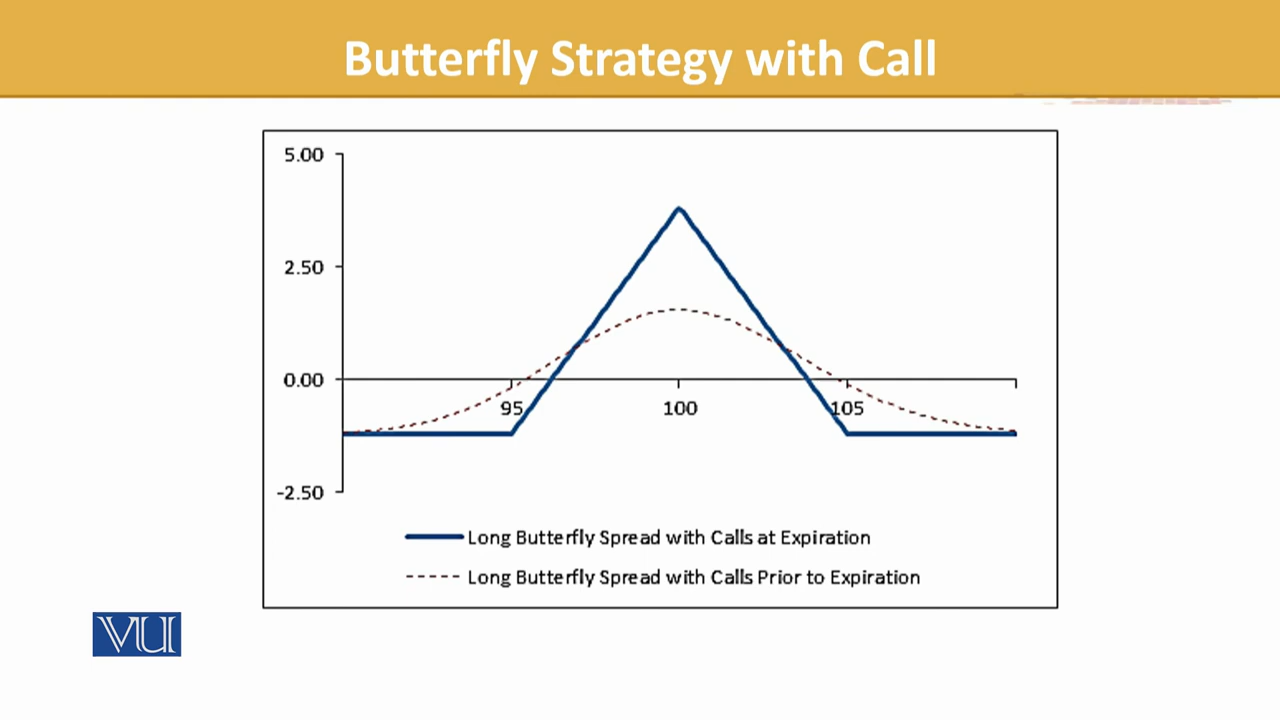 Butterfly Strategy with Call
5.00
2.50
0.00
95
100
105
-2.50
Long Butterfly Spread with Calls at Expiration
Long Butterfly Spread with Calls Prior to Expiration
VU